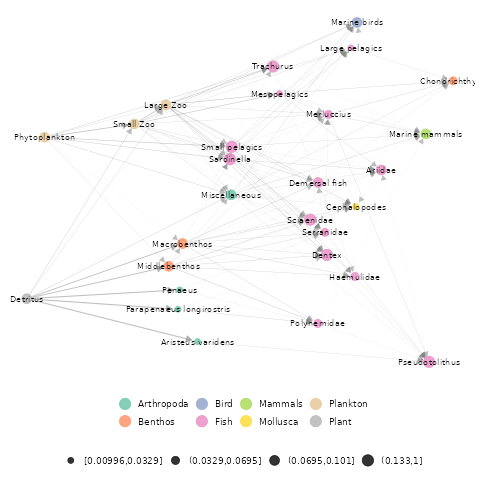 Marine birds
Large pelagics
Trachurus
Chondrichthy
Mesopelagics
Large Zoo
Merluccius
Small Zoo
Marine mammals
Phytoplankton
Small pelagics
Sardinella
Ariidae
Demersal fish
Miscellaneous
Cephalopodes
Sciaenidae
Serranidae
Macrobenthos
Dentex
Middlebenthos
Haemulidae
Penaeus
Detritus
Parapenaeus longirostris
Polynemidae
Aristeus varidens
Pseudotolithus
Arthropoda Bird Mammals Plankton
Benthos Fish Mollusca Plant
[0.00996,0.0329] (0.0329,0.0695] (0.0695,0.101] (0.133,1]